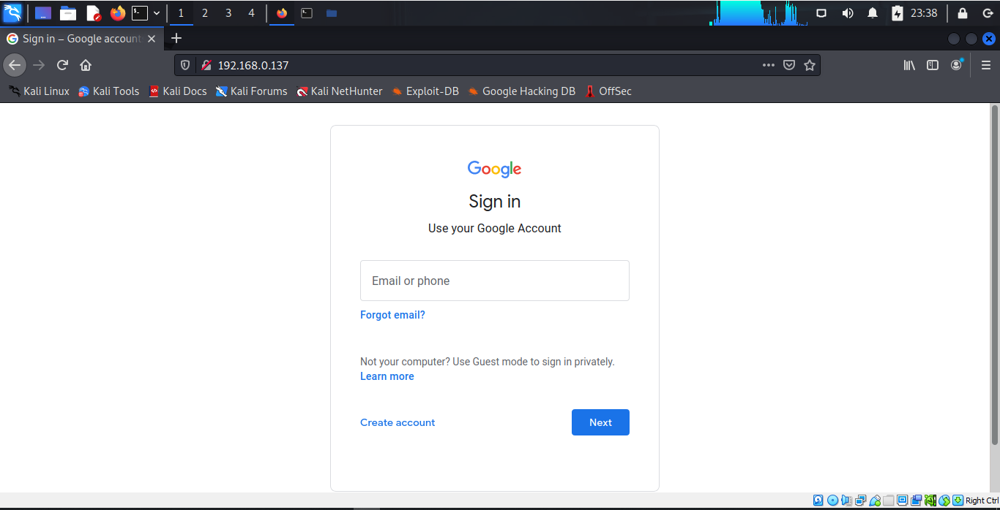 1 2 3 4 23:38
Sign in – Google account
192.168.0.137
Kali Linux Kali Tools Kali Docs Kali Forums Kali NetHunter Exploit-DB Google Hacking DB OffSec
Google
Sign in
Use your Google Account
Email or phone
Forgot email?
Not your computer? Use Guest mode to sign in privately.
Learn more
Create account Next
Right Ctrl